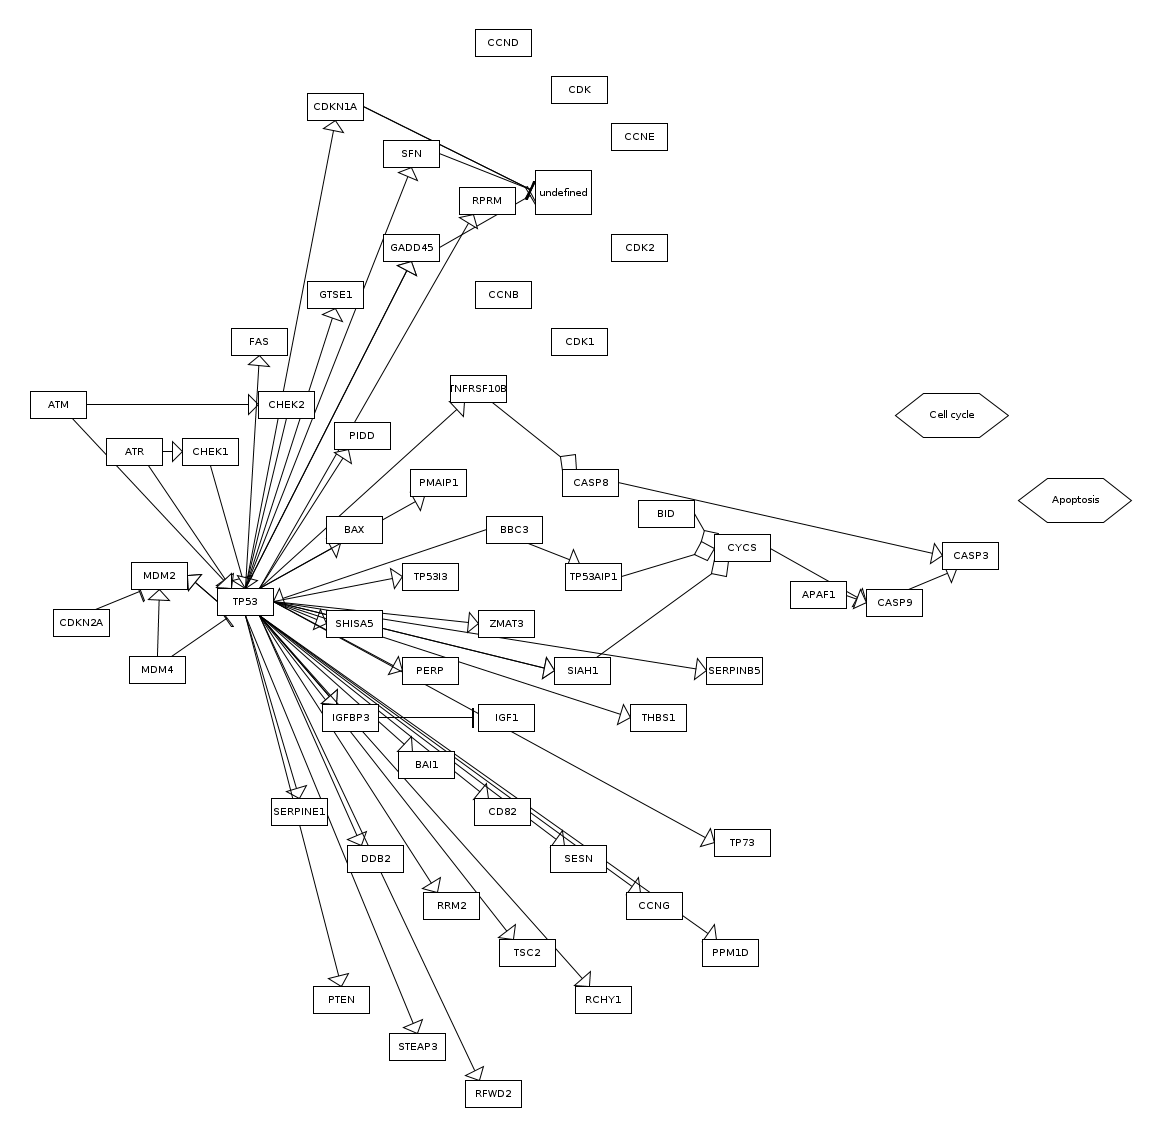 CCND
CDK
CDKN1A
CCNE
SFN
undefined
RPRM
GADD45
CDK2
GTSE1
CCNB
FAS
CDK1
TNFRSF10B
ATM
CHEK2
Cell cycle
PIDD
ATR
CHEK1
PMAIP1
CASP8
Apoptosis
BID
BAX
BBC3
CYCS
CASP3
MDM2
TP53I3
TP53AIP1
APAF1
TP53
CASP9
CDKN2A
SHISA5
ZMAT3
MDM4
PERP
SIAH1
SERPINB5
IGFBP3
IGF1
THBS1
BAI1
SERPINE1
CD82
TP73
DDB2
SESN
RRM2
CCNG
TSC2
PPM1D
PTEN
RCHY1
STEAP3
RFWD2